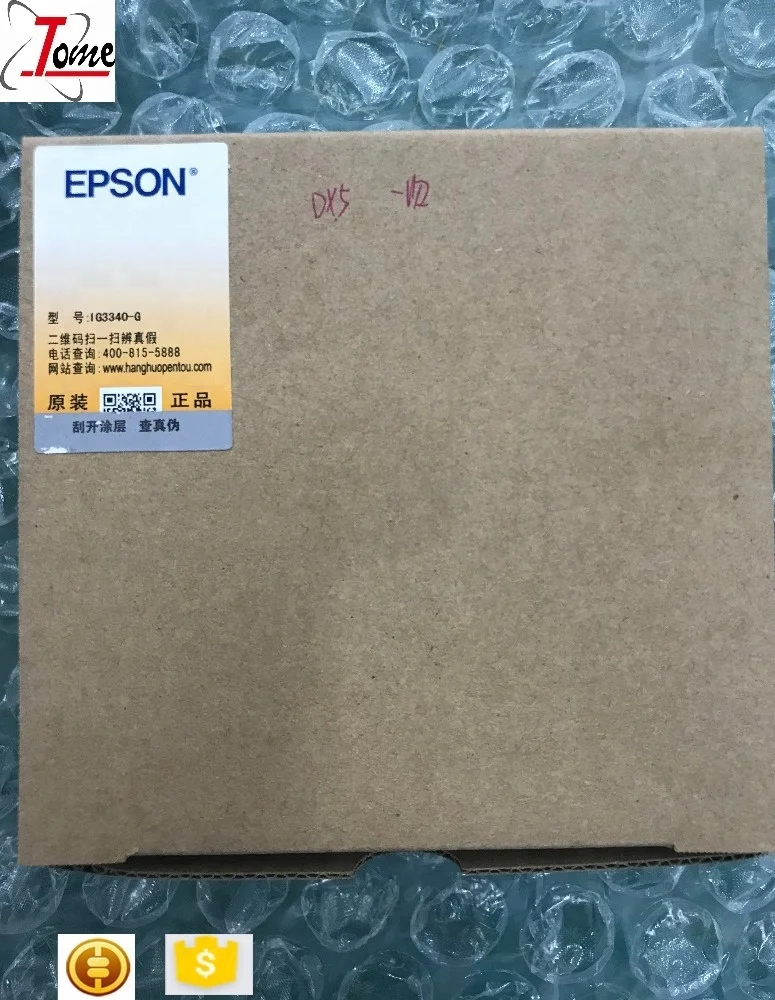 Tome
EPSON®
DX5 -1/2
型 号:IG3340-G
二维码扫一扫辨真假
电话查询:400-815-5888
网站查询:www.hanghuopentou.com
原装 正品
刮开涂层 查真伪
$